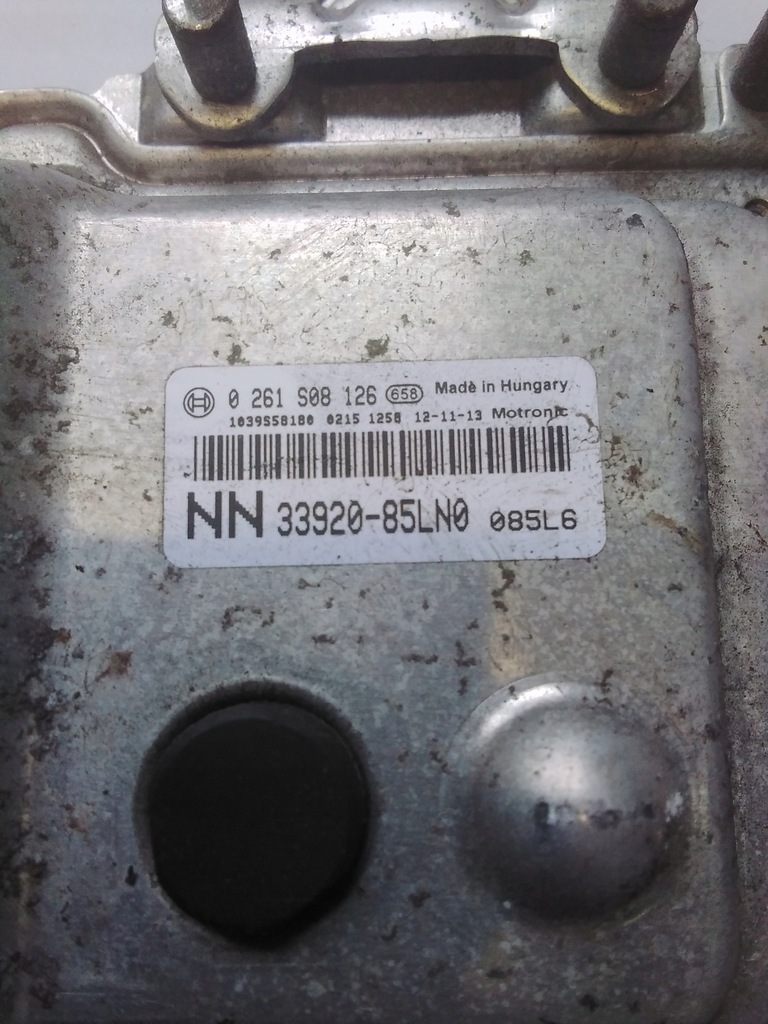 0 261 S08 126 658 Made in Hungary
1039S58180 0215 1258 12-11-13 Motronic
NN 33920-85LN0 085L6